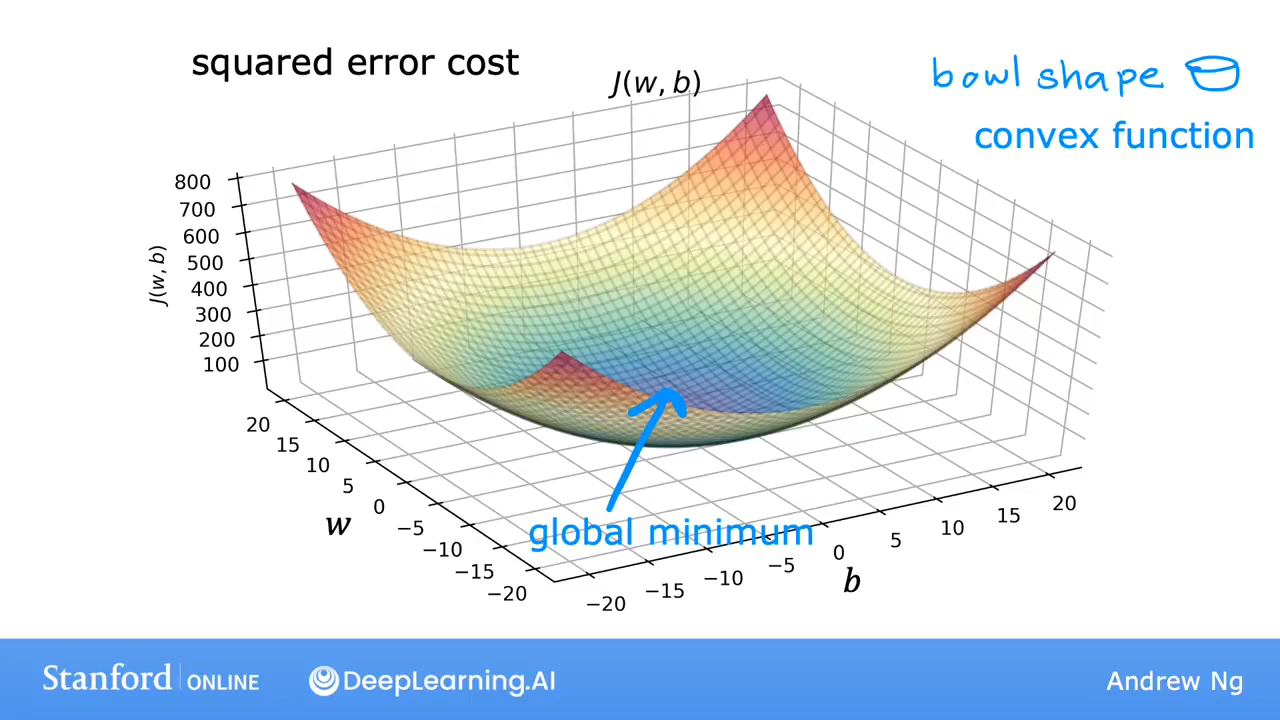 squared error cost
J(w, b)
bowl shape
convex function
J(w, b)
800
700
600
500
400
300
200
100
20
15
10
5
0
−5
−10
−15
−20
w
global minimum
−20
−15
−10
−5
0
5
10
15
20
b
Stanford ONLINE
DeepLearning.AI
Andrew Ng